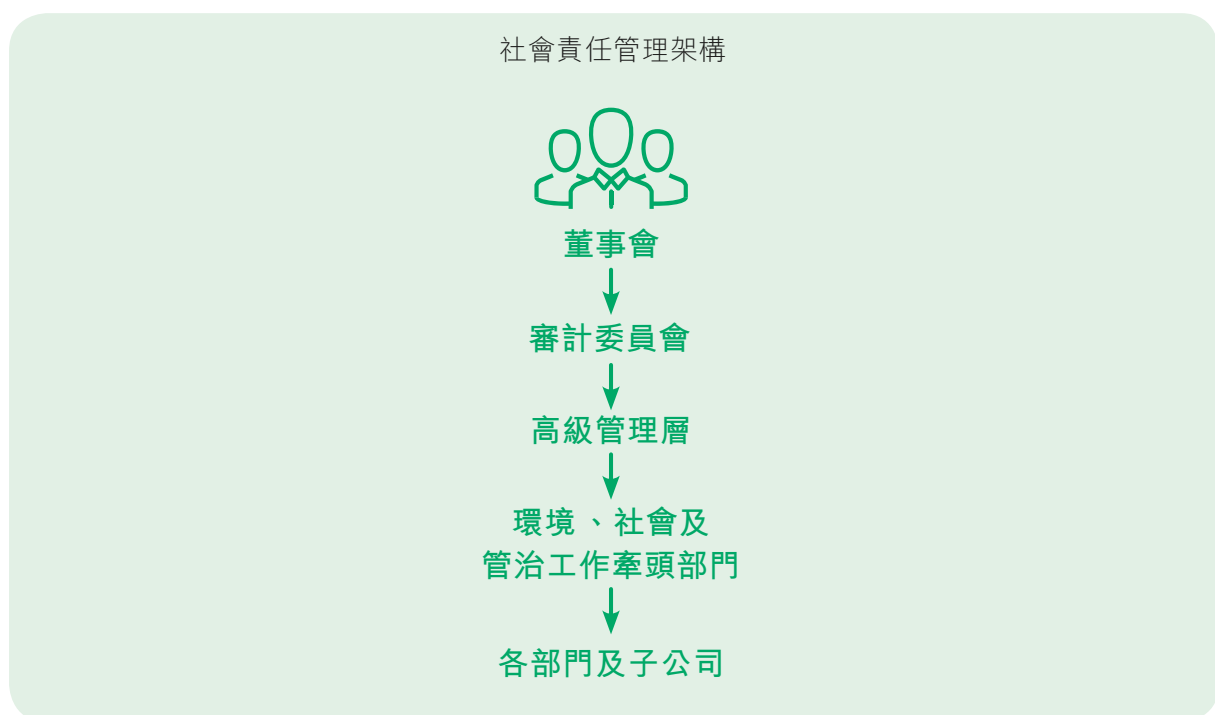 社會責任管理架構
董事會
審計委員會
高級管理層
環境、社會及
管治工作牽頭部門
各部門及子公司